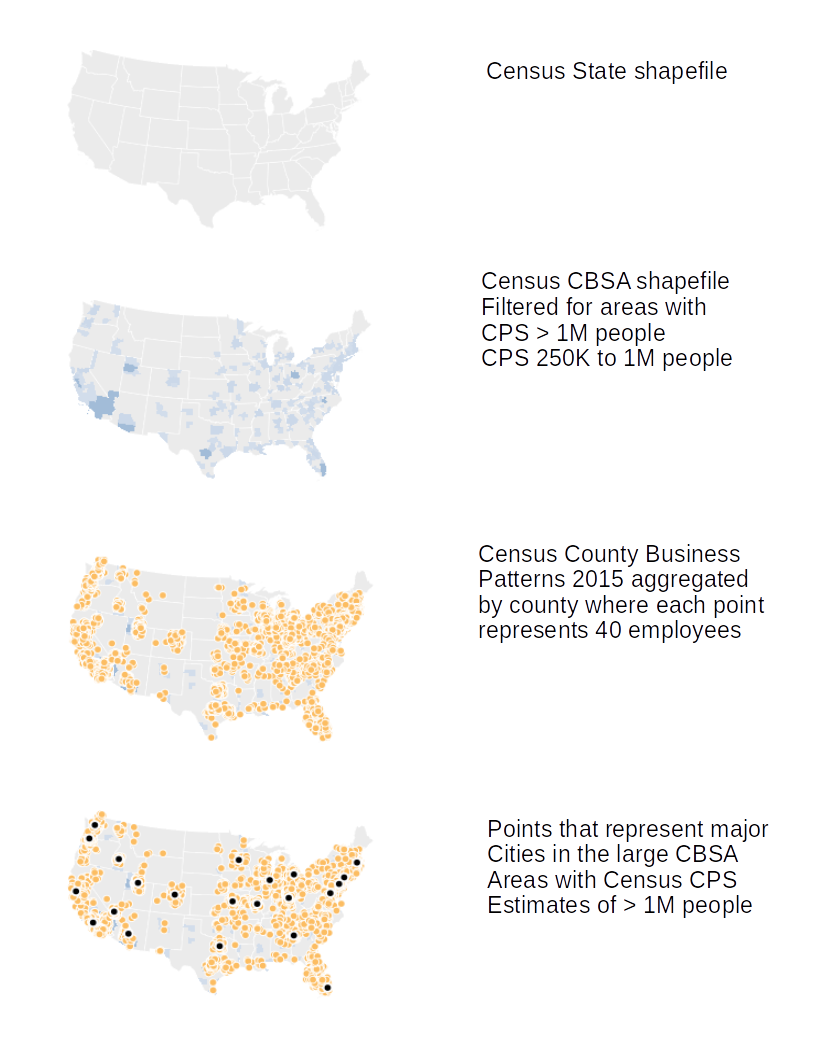 Census State shapefile
Census CBSA shapefile
Filtered for areas with
CPS > 1M people
CPS 250K to 1M people
Census County Business
Patterns 2015 aggregated
by county where each point
represents 40 employees
Points that represent major
Cities in the large CBSA
Areas with Census CPS
Estimates of > 1M people